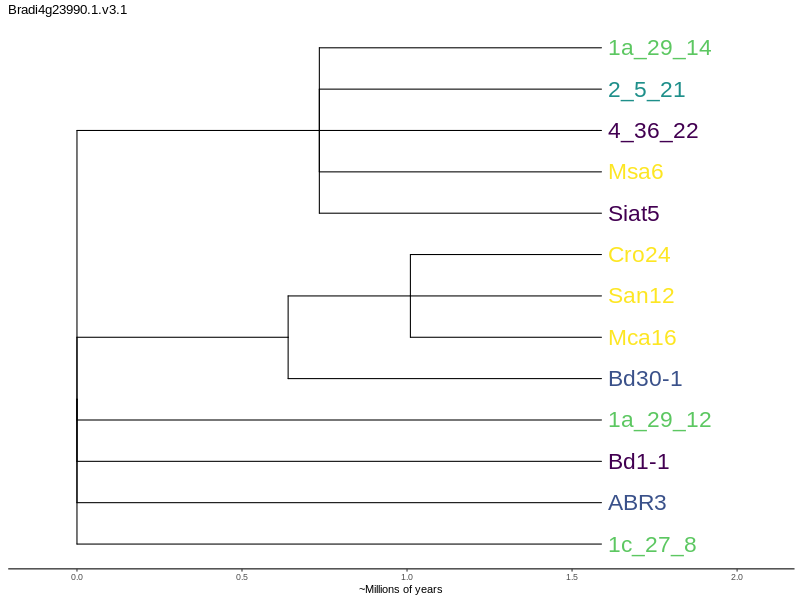 Bradi4g23990.1.v3.1
1a_29_14
2_5_21
4_36_22
Msa6
Siat5
Cro24
San12
Mca16
Bd30-1
1a_29_12
Bd1-1
ABR3
1c_27_8
0.0 0.5 1.0 1.5 2.0
~Millions of years